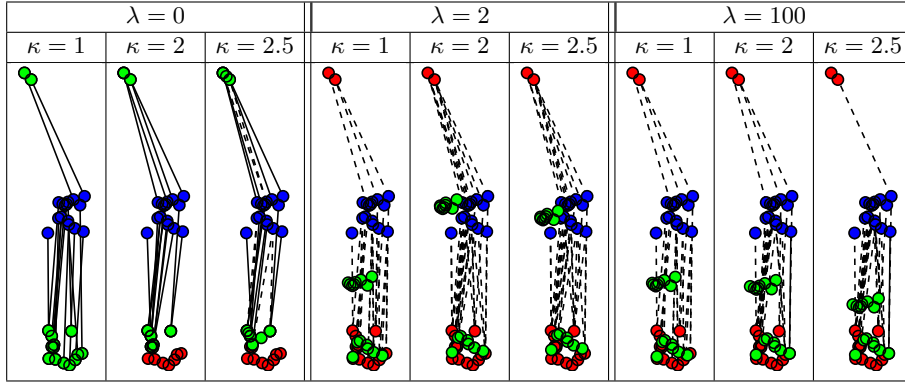 λ = 0 λ = 2 λ = 100
κ = 1 κ = 2 κ = 2.5 κ = 1 κ = 2 κ = 2.5 κ = 1 κ = 2 κ = 2.5